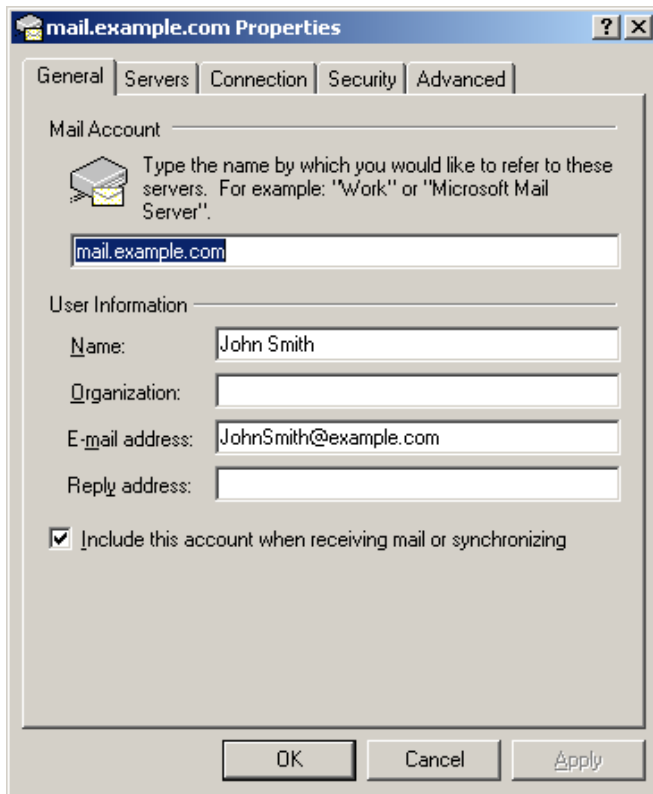 mail.example.com Properties
General Servers Connection Security Advanced
Mail Account
Type the name by which you would like to refer to these
servers. For example: "Work" or "Microsoft Mail
Server".
mail.example.com
User Information
Name: John Smith
Organization:
E-mail address: JohnSmith@example.com
Reply address:
Include this account when receiving mail or synchronizing
OK Cancel Apply